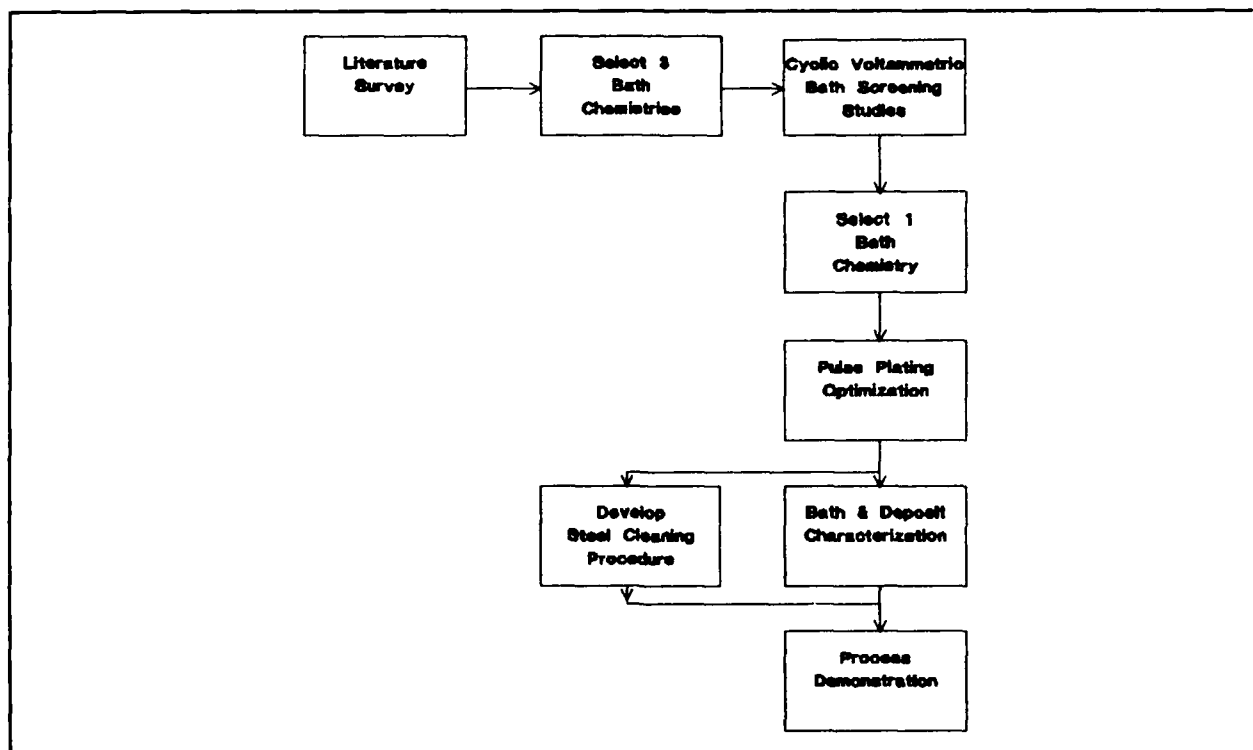 Literature
Survey
Select 3
Bath
Chemistries
Cyclic Voltammetric
Bath Screening
Studies
Select 1
Bath
Chemistry
Pulse Plating
Optimization
Develop
Steel Cleaning
Procedure
Bath & Deposit
Characterization
Process
Demonstration